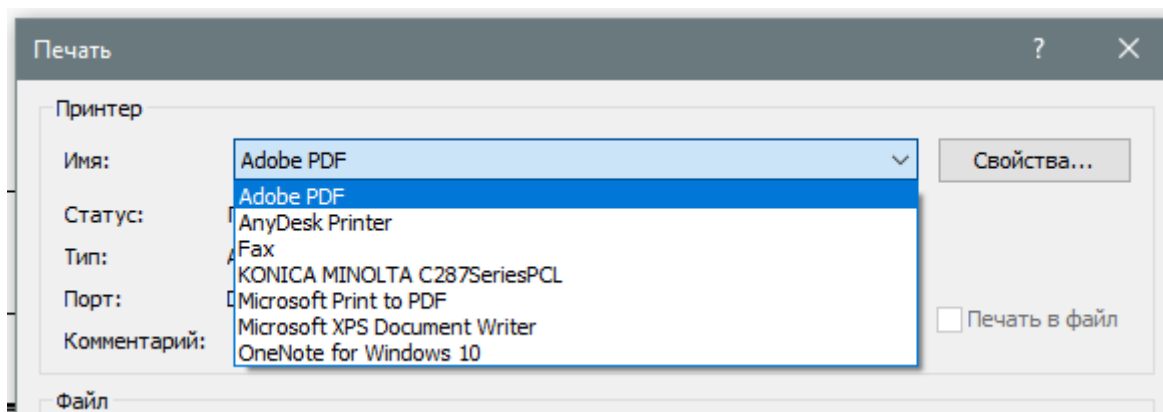 Печать ? ×
Принтер
Имя: Adobe PDF Свойства...
Adobe PDF
Статус: AnyDesk Printer
Fax
Тип: KONICA MINOLTA C287SeriesPCL
Порт: Microsoft Print to PDF Печать в файл
Microsoft XPS Document Writer
Комментарий: OneNote for Windows 10
Файл